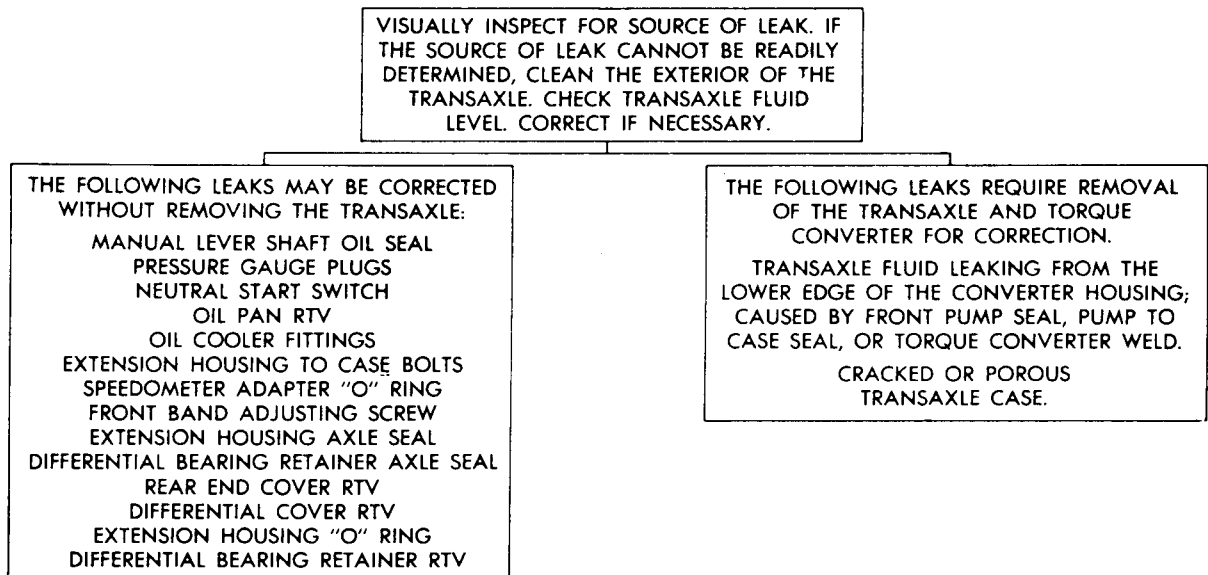 VISUALLY INSPECT FOR SOURCE OF LEAK. IF
THE SOURCE OF LEAK CANNOT BE READILY
DETERMINED, CLEAN THE EXTERIOR OF THE
TRANSAXLE. CHECK TRANSAXLE FLUID
LEVEL. CORRECT IF NECESSARY.
THE FOLLOWING LEAKS MAY BE CORRECTED
WITHOUT REMOVING THE TRANSAXLE:
MANUAL LEVER SHAFT OIL SEAL
PRESSURE GAUGE PLUGS
NEUTRAL START SWITCH
OIL PAN RTV
OIL COOLER FITTINGS
EXTENSION HOUSING TO CASE BOLTS
SPEEDOMETER ADAPTER "O" RING
FRONT BAND ADJUSTING SCREW
EXTENSION HOUSING AXLE SEAL
DIFFERENTIAL BEARING RETAINER AXLE SEAL
REAR END COVER RTV
DIFFERENTIAL COVER RTV
EXTENSION HOUSING "O" RING
DIFFERENTIAL BEARING RETAINER RTV
THE FOLLOWING LEAKS REQUIRE REMOVAL
OF THE TRANSAXLE AND TORQUE
CONVERTER FOR CORRECTION.
TRANSAXLE FLUID LEAKING FROM THE
LOWER EDGE OF THE CONVERTER HOUSING;
CAUSED BY FRONT PUMP SEAL, PUMP TO
CASE SEAL, OR TORQUE CONVERTER WELD.
CRACKED OR POROUS
TRANSAXLE CASE.